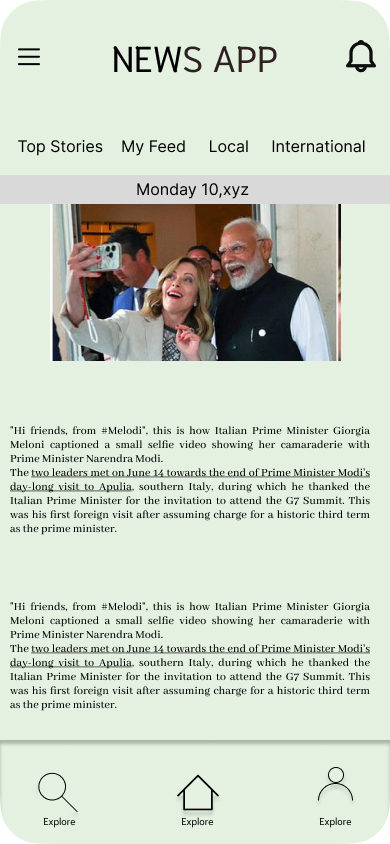 NEWS APP
Top Stories My Feed Local International
Monday 10,xyz
"Hi friends, from #Melodi", this is how Italian Prime Minister Giorgia
Meloni captioned a small selfie video showing her camaraderie with
Prime Minister Narendra Modi.
The two leaders met on June 14 towards the end of Prime Minister Modi's
day-long visit to Apulia, southern Italy, during which he thanked the
Italian Prime Minister for the invitation to attend the G7 Summit. This
was his first foreign visit after assuming charge for a historic third term
as the prime minister.
"Hi friends, from #Melodi", this is how Italian Prime Minister Giorgia
Meloni captioned a small selfie video showing her camaraderie with
Prime Minister Narendra Modi.
The two leaders met on June 14 towards the end of Prime Minister Modi's
day-long visit to Apulia, southern Italy, during which he thanked the
Italian Prime Minister for the invitation to attend the G7 Summit. This
was his first foreign visit after assuming charge for a historic third term
as the prime minister.
Explore Explore Explore